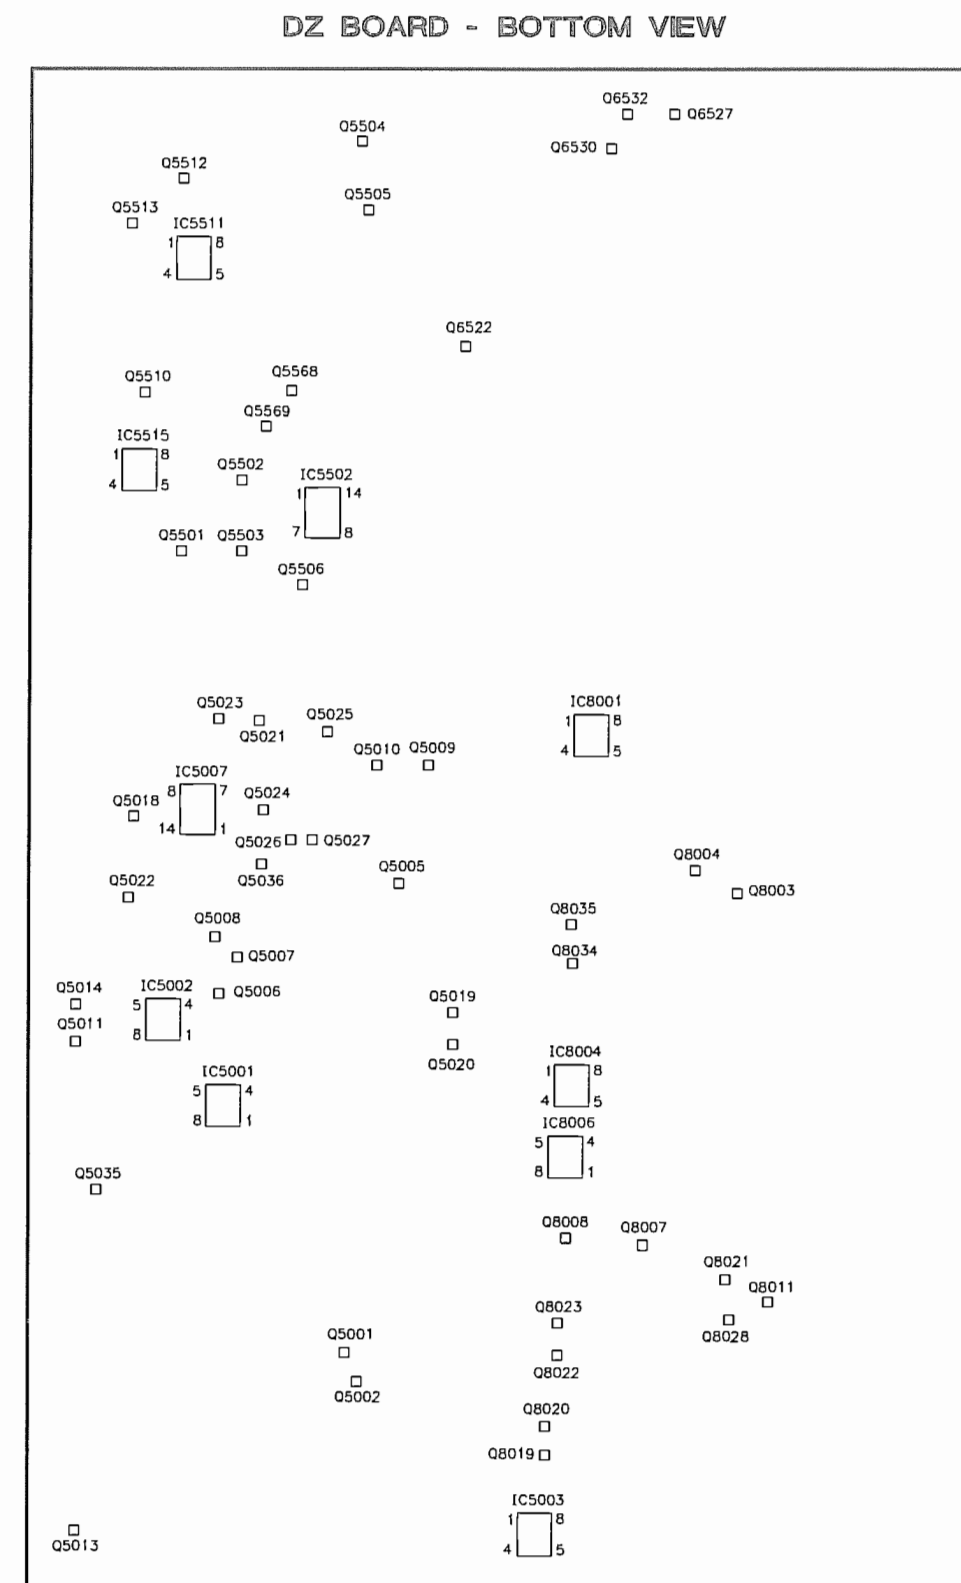 DZ BOARD - BOTTOM VIEW
Q6532
Q6527
Q5504
Q6530
Q5512
Q5505
Q5513
IC5511
1 8
4 5
Q6522
Q5568
Q5510
Q5569
IC5515
1 8
4 5
Q5502
IC5502
1 14
7 8
Q5501 Q5503
Q5506
Q5023
Q5021
Q5025
IC8001
1 8
4 5
Q5010 Q5009
IC5007
8 7
14 1
Q5018
Q5024
Q5026
Q5027
Q5036
Q5005
Q8004
Q8003
Q5022
Q8035
Q5008
Q5007
Q8034
Q5014
IC5002
5 4
8 1
Q5006
Q5019
Q5011
Q5020
IC8004
1 8
4 5
IC5001
5 4
8 1
IC8006
5 4
8 1
Q5035
Q8008
Q8007
Q8021
Q8011
Q8023
Q8028
Q5001
Q8022
Q5002
Q8020
Q8019
IC5003
1 8
4 5
Q5013